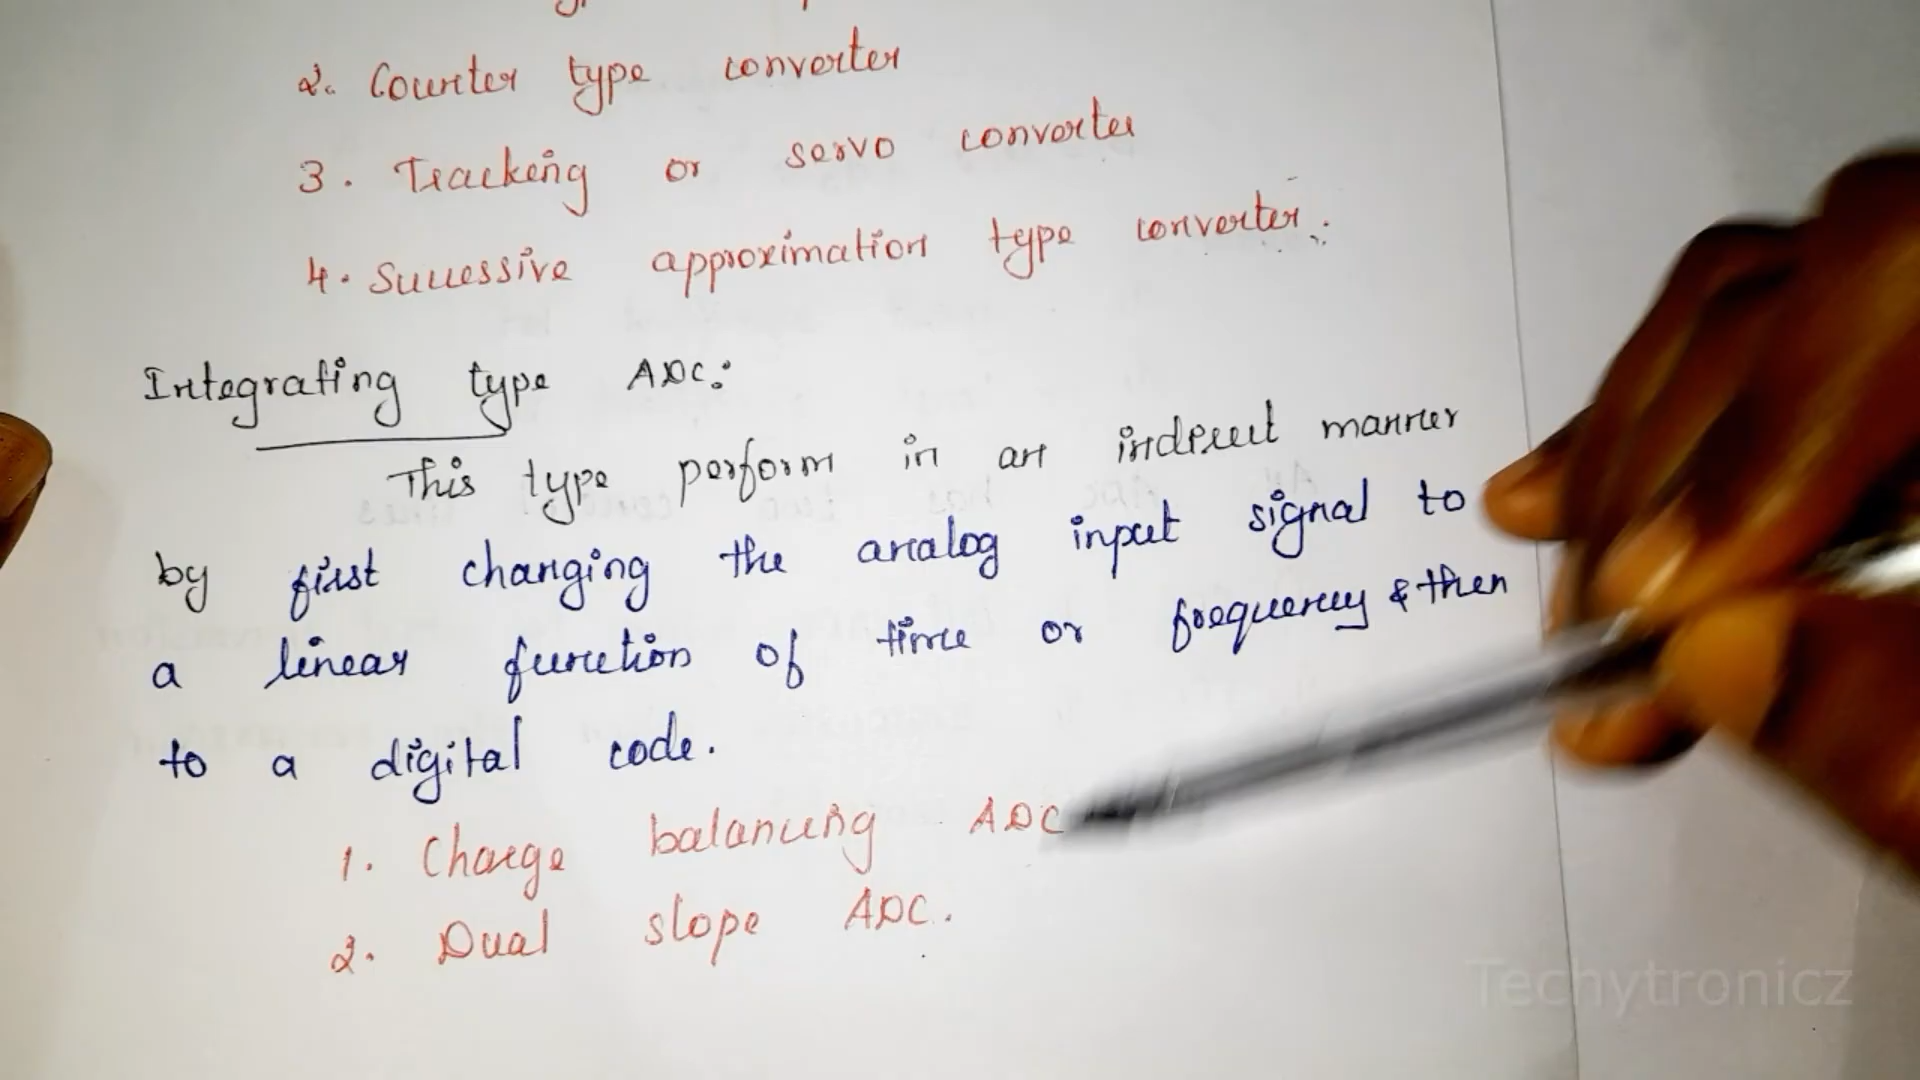 2. Counter type converter
3. Tracking or servo converter
4. Successive approximation type converter.
Integrating type ADC:
This type perform in an indirect manner
by first changing the analog input signal to
a linear function of time or frequency & then
to a digital code.
1. Charge balancing ADC
2. Dual slope ADC.
Techytronicz